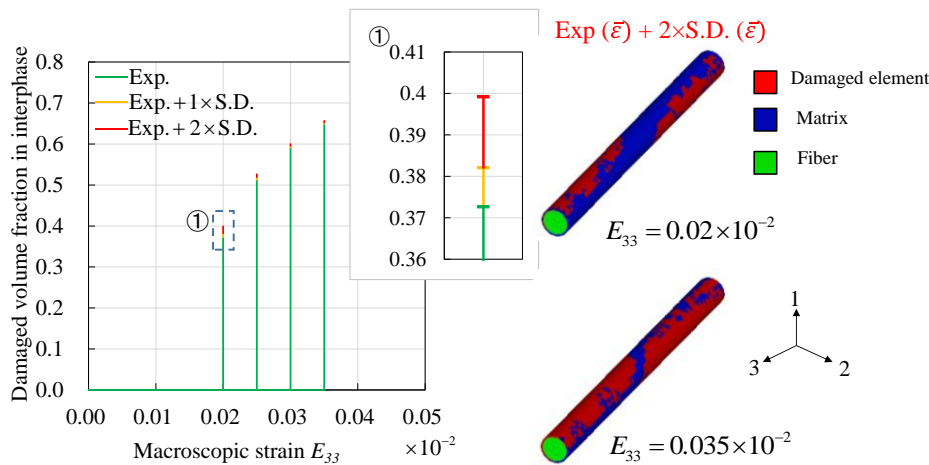 Damaged volume fraction in interphase
0.8
0.7
0.6
0.5
0.4
0.3
0.2
0.1
0.0
Exp.
Exp. + 1×S.D.
Exp. + 2×S.D.
①
0.00
0.01
0.02
0.03
0.04
0.05
Macroscopic strain E33
×10-2
①
0.41
0.4
0.39
0.38
0.37
0.36
Exp (ε̄) + 2×S.D. (ε̄)
Damaged element
Matrix
Fiber
E33 = 0.02×10-2
1
3
2
E33 = 0.035×10-2